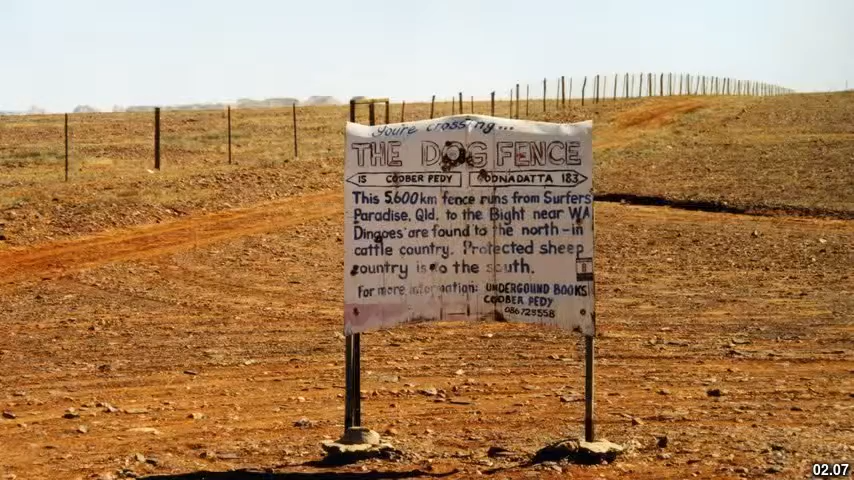 You're crossing...
THE DOG FENCE
15 COOBER PEDY OODNADATTA 183
This 5,600km fence runs from Surfers
Paradise, Qld. to the Bight near WA
Dingoes are found to the north-in
cattle country. Protected sheep
country is to the south.
For more information: UNDERGOUND BOOKS
COOBER PEDY
086725558
02.07